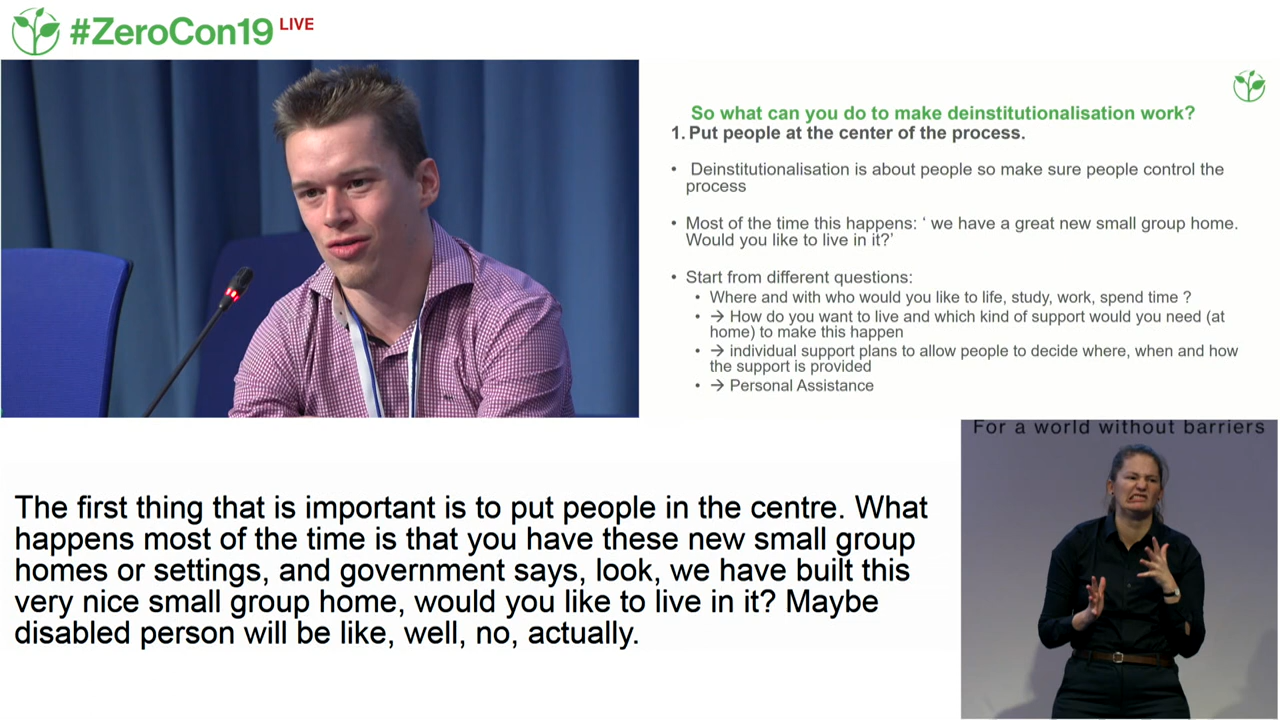 #ZeroCon19 LIVE
So what can you do to make deinstitutionalisation work?
1. Put people at the center of the process.
• Deinstitutionalisation is about people so make sure people control the
process
• Most of the time this happens: ‘ we have a great new small group home.
Would you like to live in it?’
• Start from different questions:
• Where and with who would you like to life, study, work, spend time ?
• → How do you want to live and which kind of support would you need (at
home) to make this happen
• → individual support plans to allow people to decide where, when and how
the support is provided
• → Personal Assistance
For a world without barriers
The first thing that is important is to put people in the centre. What
happens most of the time is that you have these new small group
homes or settings, and government says, look, we have built this
very nice small group home, would you like to live in it? Maybe
disabled person will be like, well, no, actually.